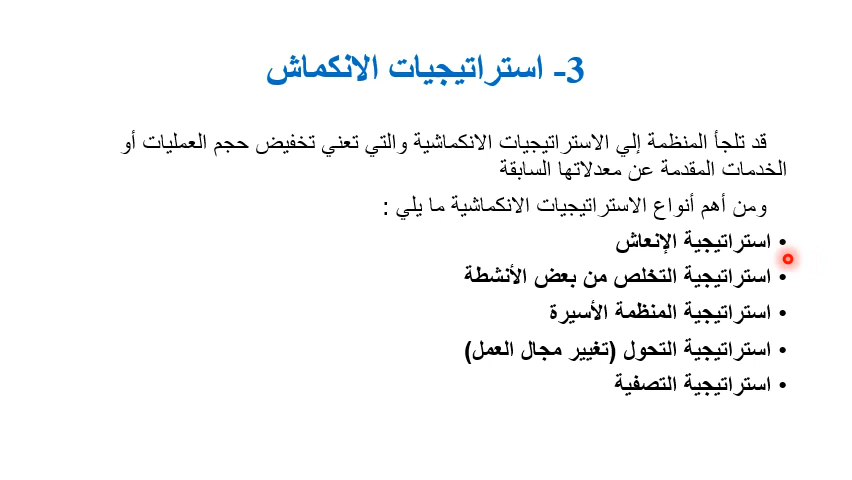 3- استراتيجيات الانكماش
قد تلجأ المنظمة إلي الاستراتيجيات الانكماشية والتي تعني تخفيض حجم العمليات أو
الخدمات المقدمة عن معدلاتها السابقة
ومن أهم أنواع الاستراتيجيات الانكماشية ما يلي :
• استراتيجية الإنعاش
• استراتيجية التخلص من بعض الأنشطة
• استراتيجية المنظمة الأسيرة
• استراتيجية التحول (تغيير مجال العمل)
• استراتيجية التصفية